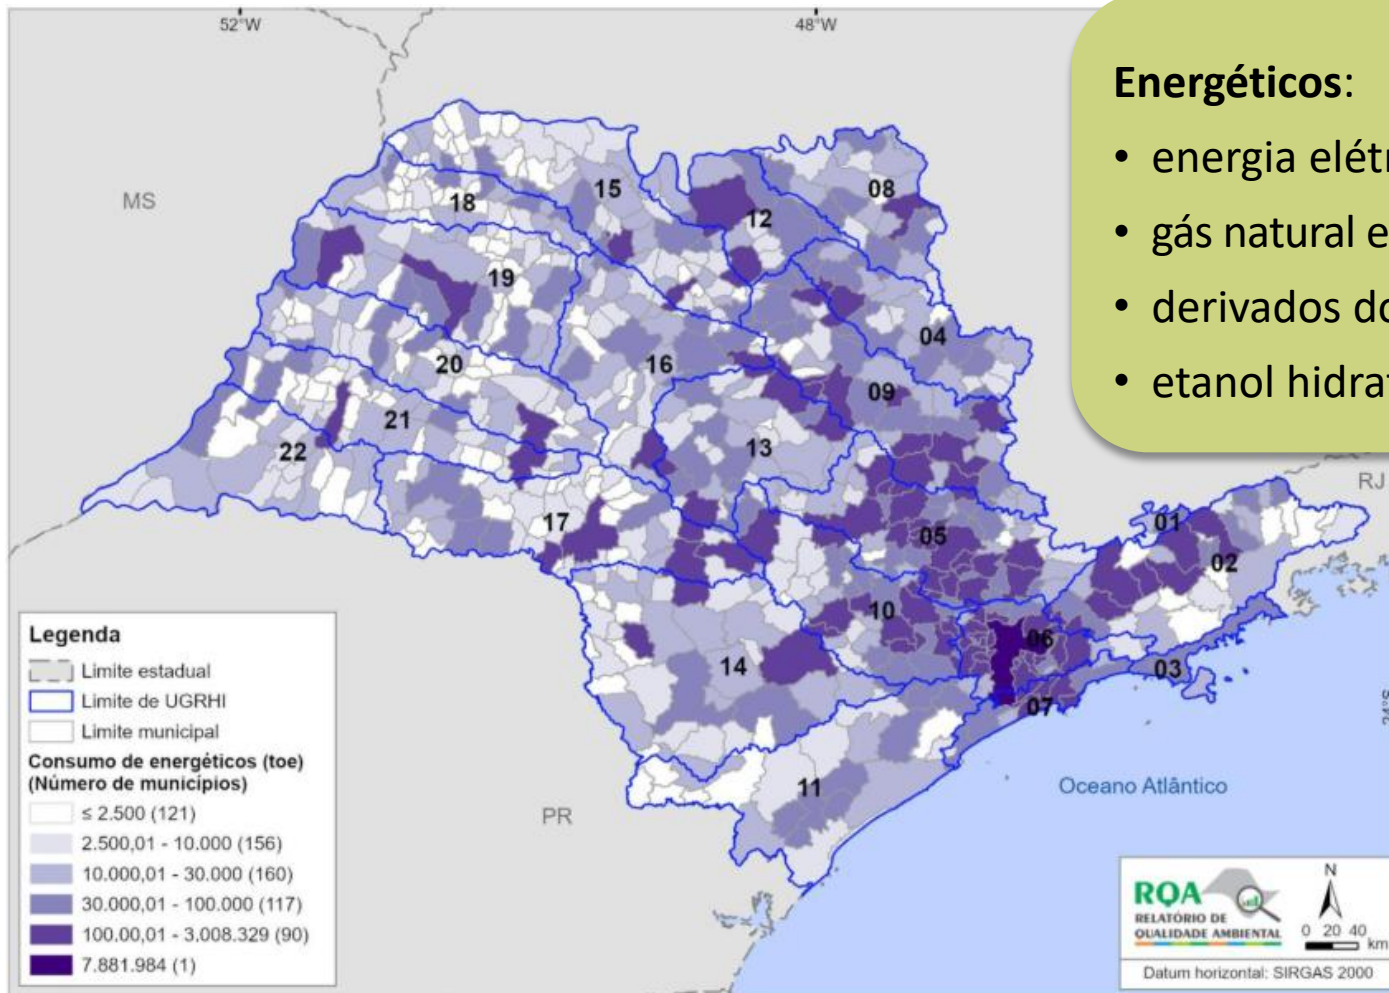 52°W
48°W
Energéticos:
• energia elét
• gás natural e
• derivados do
• etanol hidra
MS
15
08
18
12
19
04
20
16
09
21
13
22
RJ
17
01
05
02
10
06
14
03
07
24°S
11
Oceano Atlântico
PR
Legenda
Limite estadual
Limite de UGRHI
Limite municipal
Consumo de energéticos (toe)
(Número de municípios)
≤ 2.500 (121)
2.500,01 - 10.000 (156)
10.000,01 - 30.000 (160)
30.000,01 - 100.000 (117)
100.00,01 - 3.008.329 (90)
7.881.984 (1)
RQA
RELATÓRIO DE
QUALIDADE AMBIENTAL
N
0 20 40
km
Datum horizontal: SIRGAS 2000